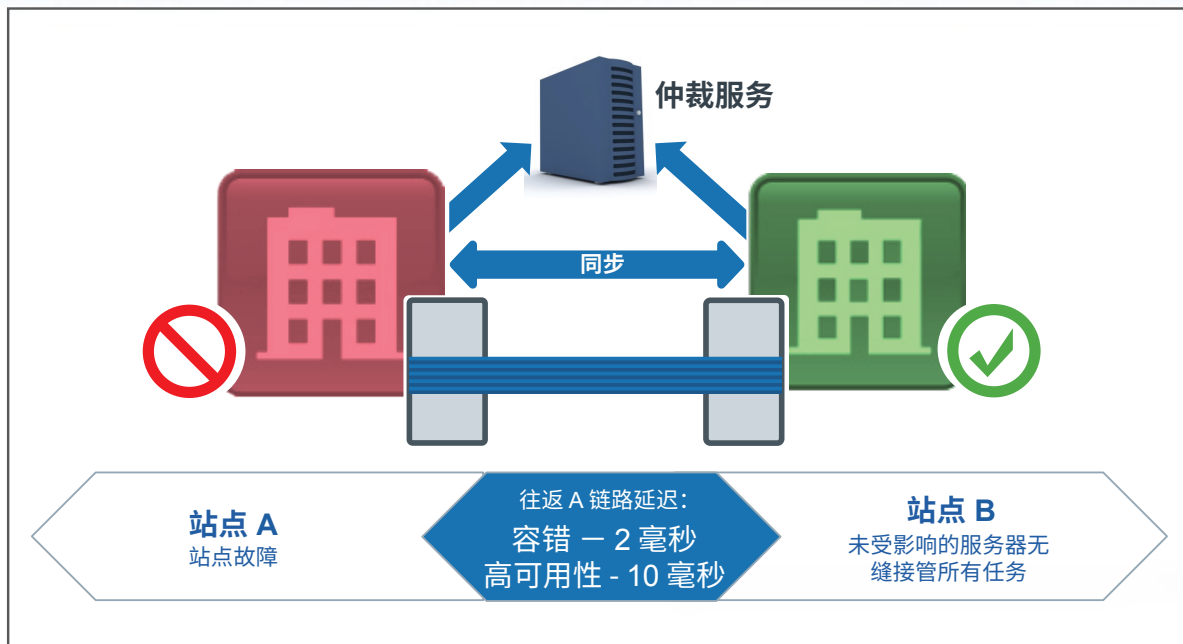 仲裁服务
同步
站点 A
站点故障
往返 A 链路延迟：
容错 － 2 毫秒
高可用性 - 10 毫秒
站点 B
未受影响的服务器无
缝接管所有任务